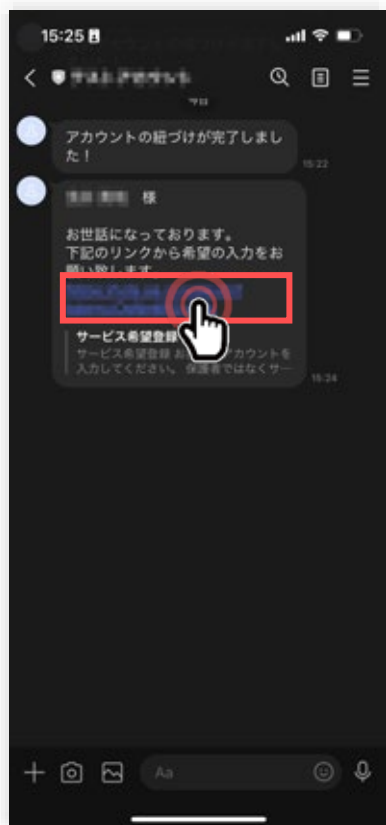 15:25
今日
アカウントの紐づけが完了しまし
た！
15:22
様
お世話になっております。
下記のリンクから希望の入力をお
願い致します
サービス希望登録
サービス希望登録 お アカウントを
入力してください。 保護者ではなくサー
15:24
Aa